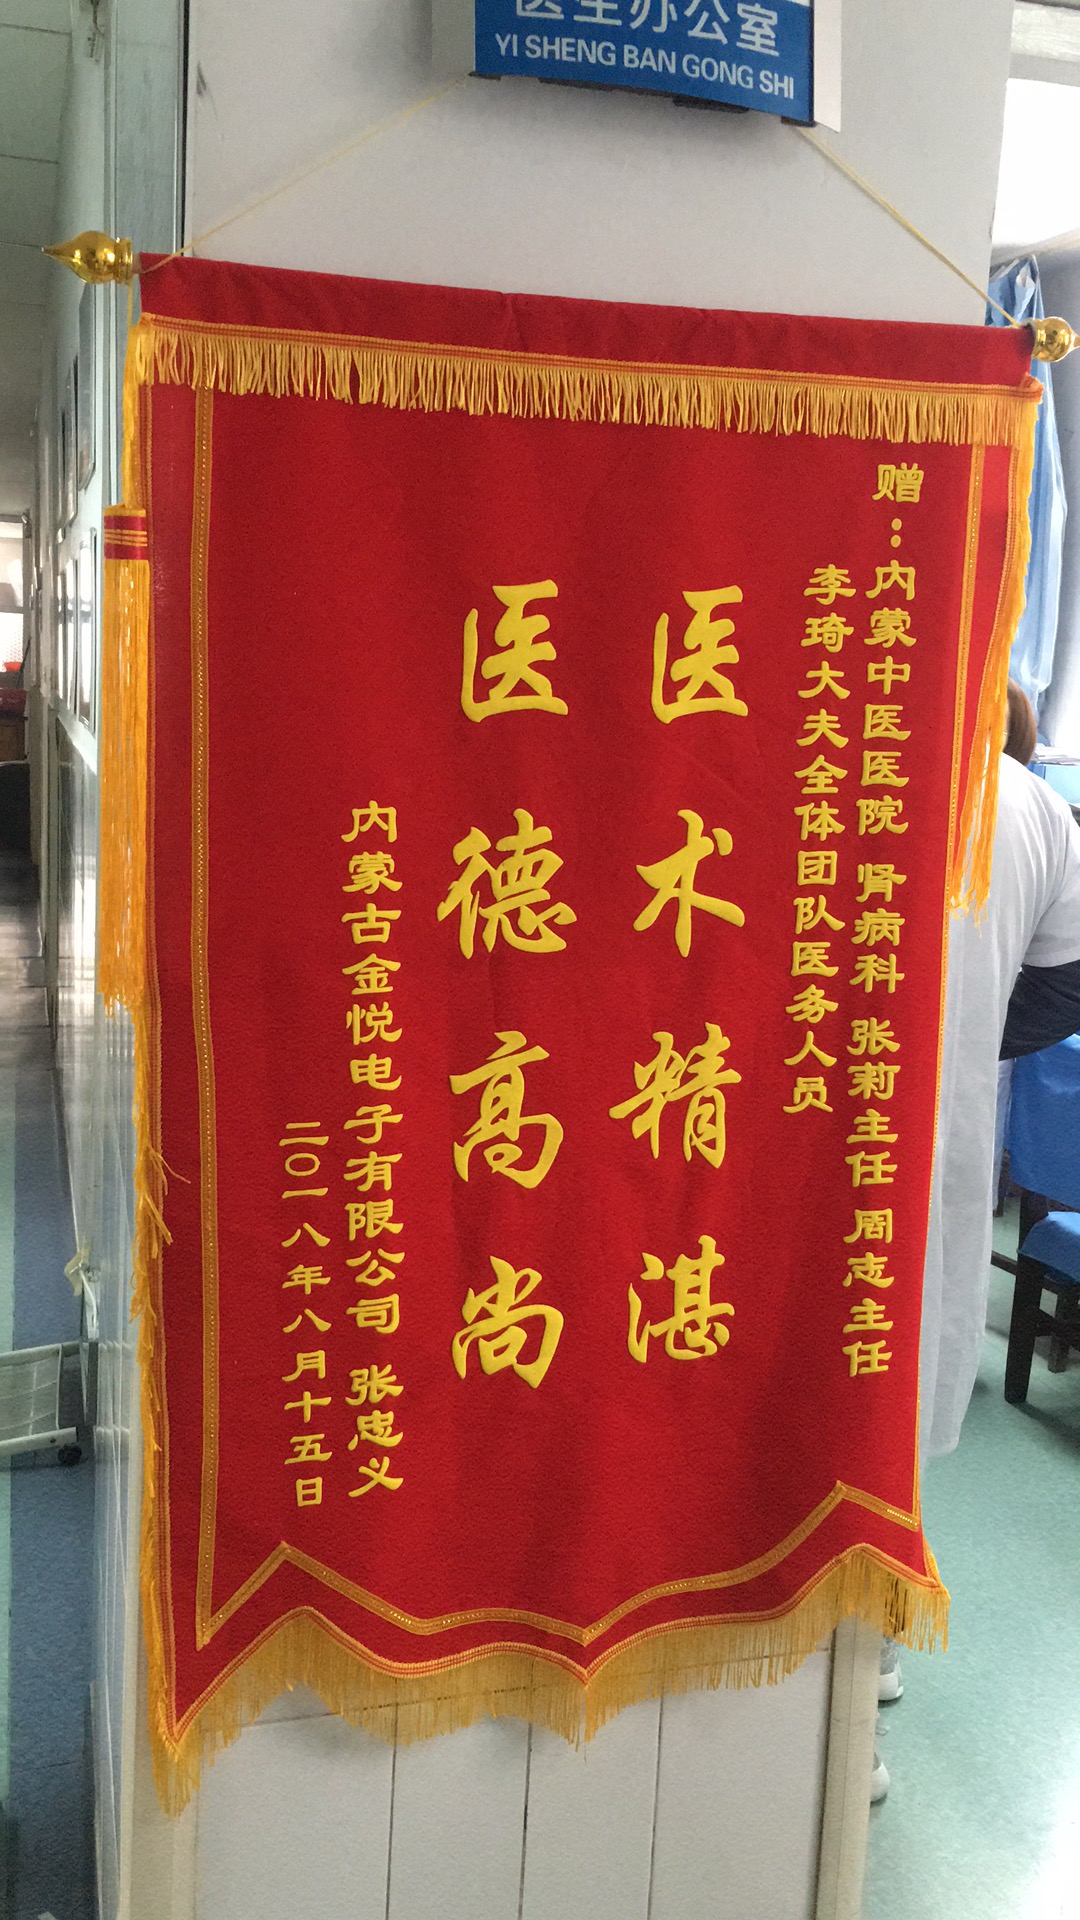 医生办公室
YI SHENG BAN GONG SHI
赠：内蒙中医医院 肾病科 张莉主任 周志主任
李琦大夫全体团队医务人员
医术精湛
医德高尚
内蒙古金悦电子有限公司 张忠义
二〇一八年八月十五日